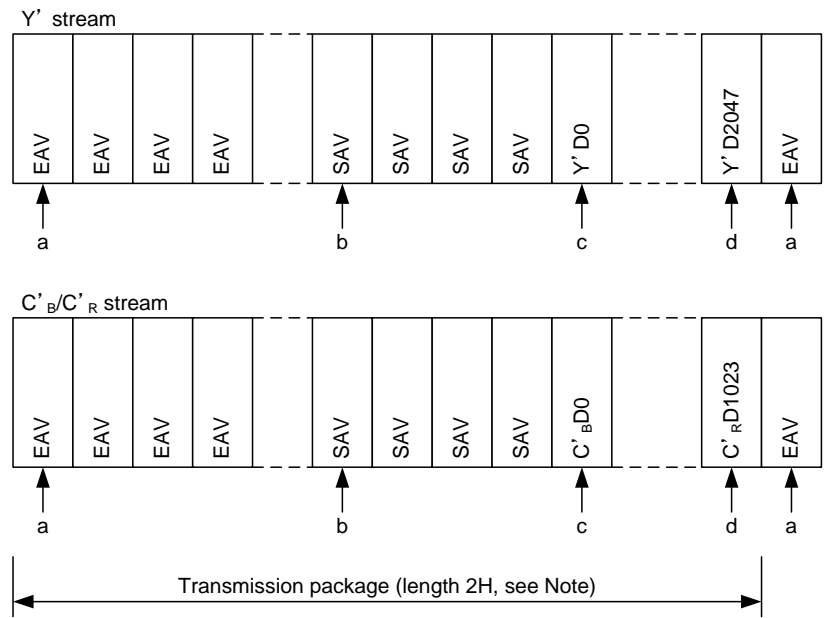 Y’ stream
EAV EAV EAV EAV SAV SAV SAV SAV Y’D0 Y’D2047 EAV
a b c d a
C’B/C’R stream
EAV EAV EAV EAV SAV SAV SAV SAV C’BD0 C’RD1023 EAV
a b c d a
Transmission package (length 2H, see Note)